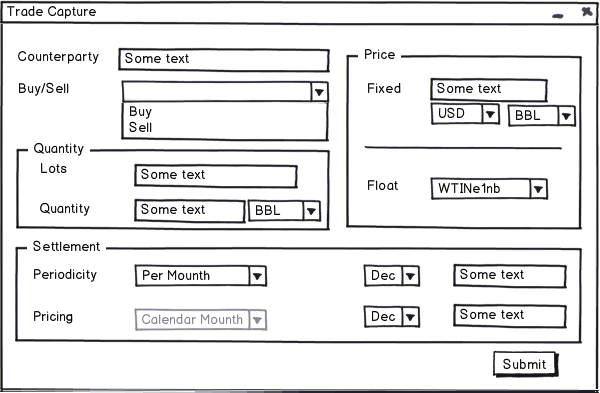 Trade Capture
Counterparty Some text
Buy/Sell
Buy
Sell
Price
Fixed Some text
USD BBL
Float WTINe1nb
Quantity
Lots Some text
Quantity Some text BBL
Settlement
Periodicity Per Mounth Dec Some text
Pricing Calendar Mounth Dec Some text
Submit